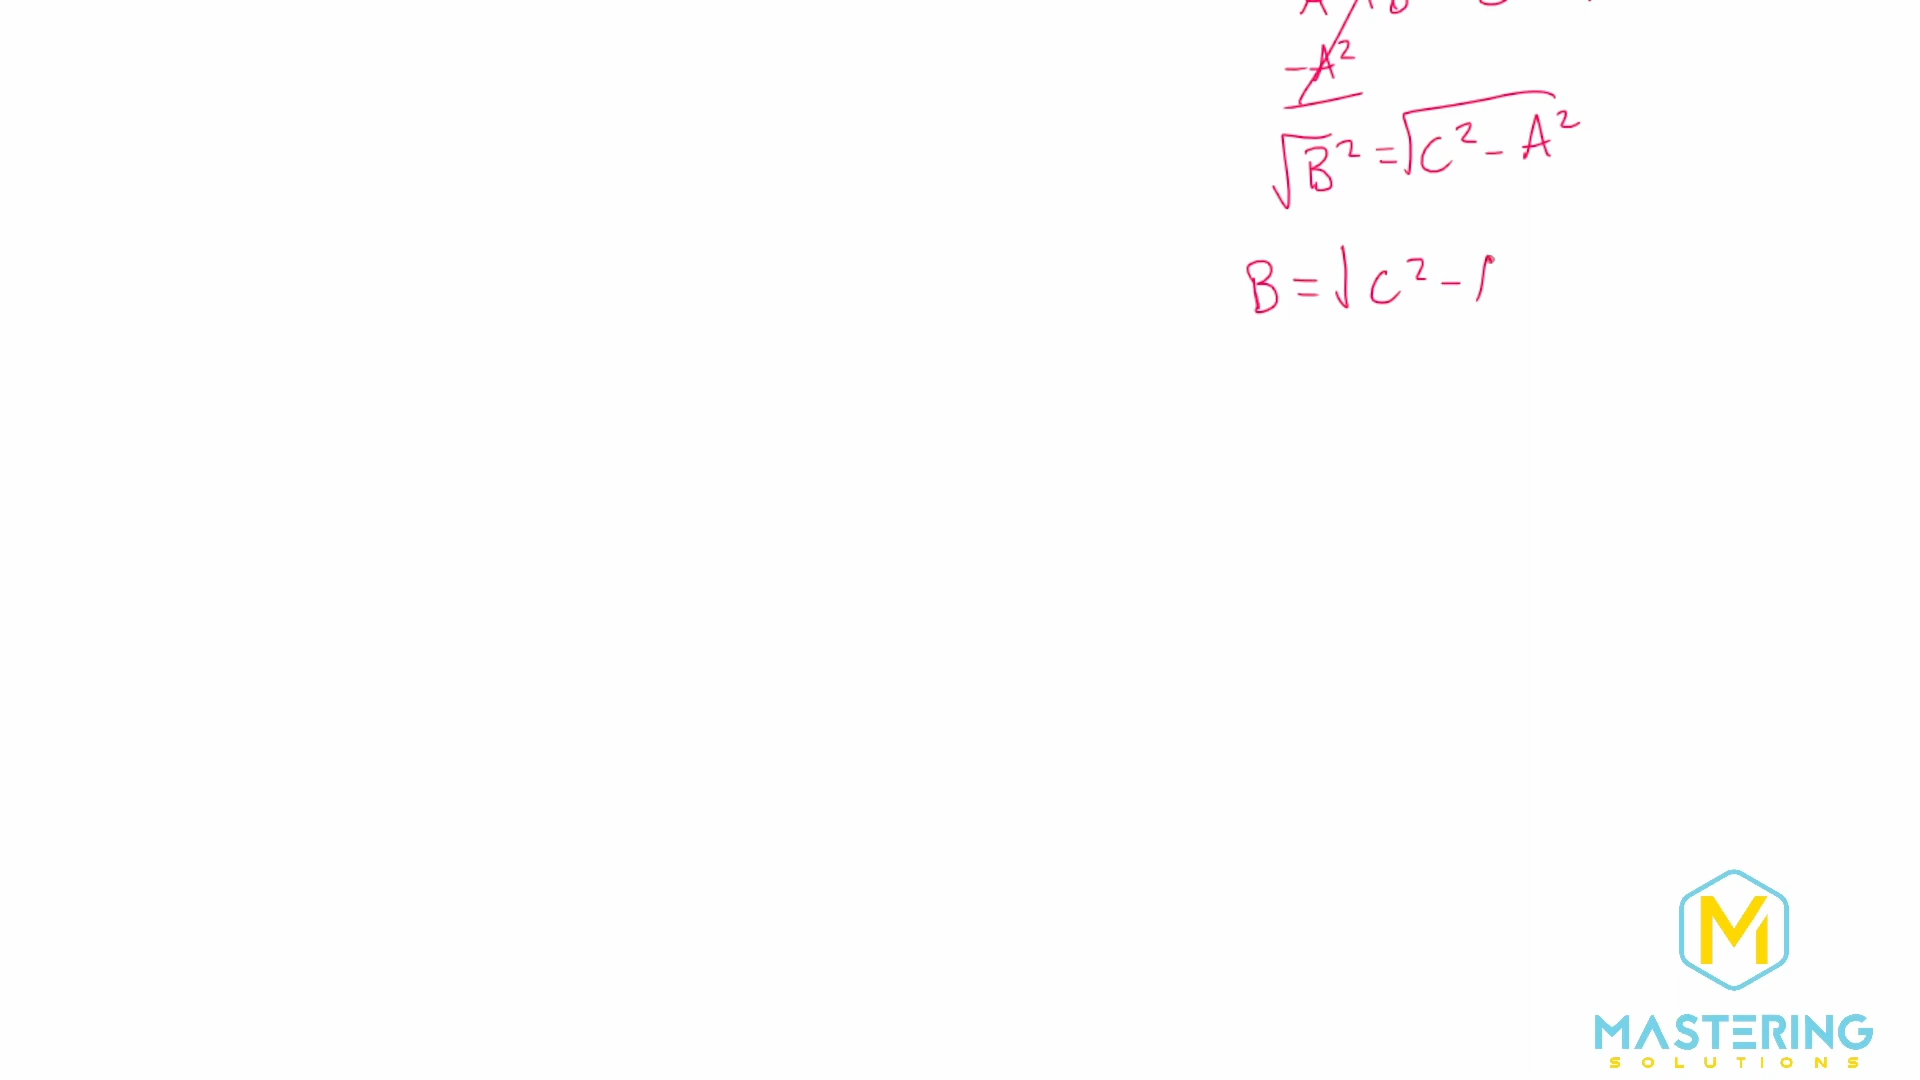 -A²
√B² = √C² - A²
B = √C² -
MASTERING
SOLUTIONS